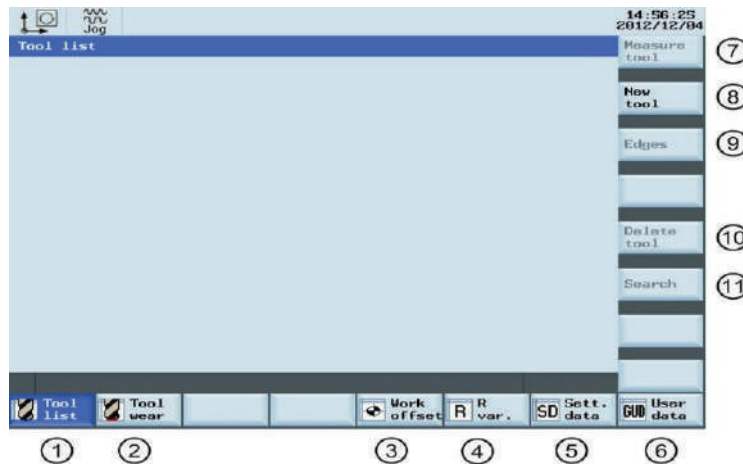 Jog
14:56:25
2012/12/04
Tool list
Measure
tool
7
New
tool
8
Edges
9
Delete
tool
10
Search
11
Tool
list
Tool
wear
Work
offset
R
R
var.
SD
Sett.
data
GUD
User
data
1
2
3
4
5
6